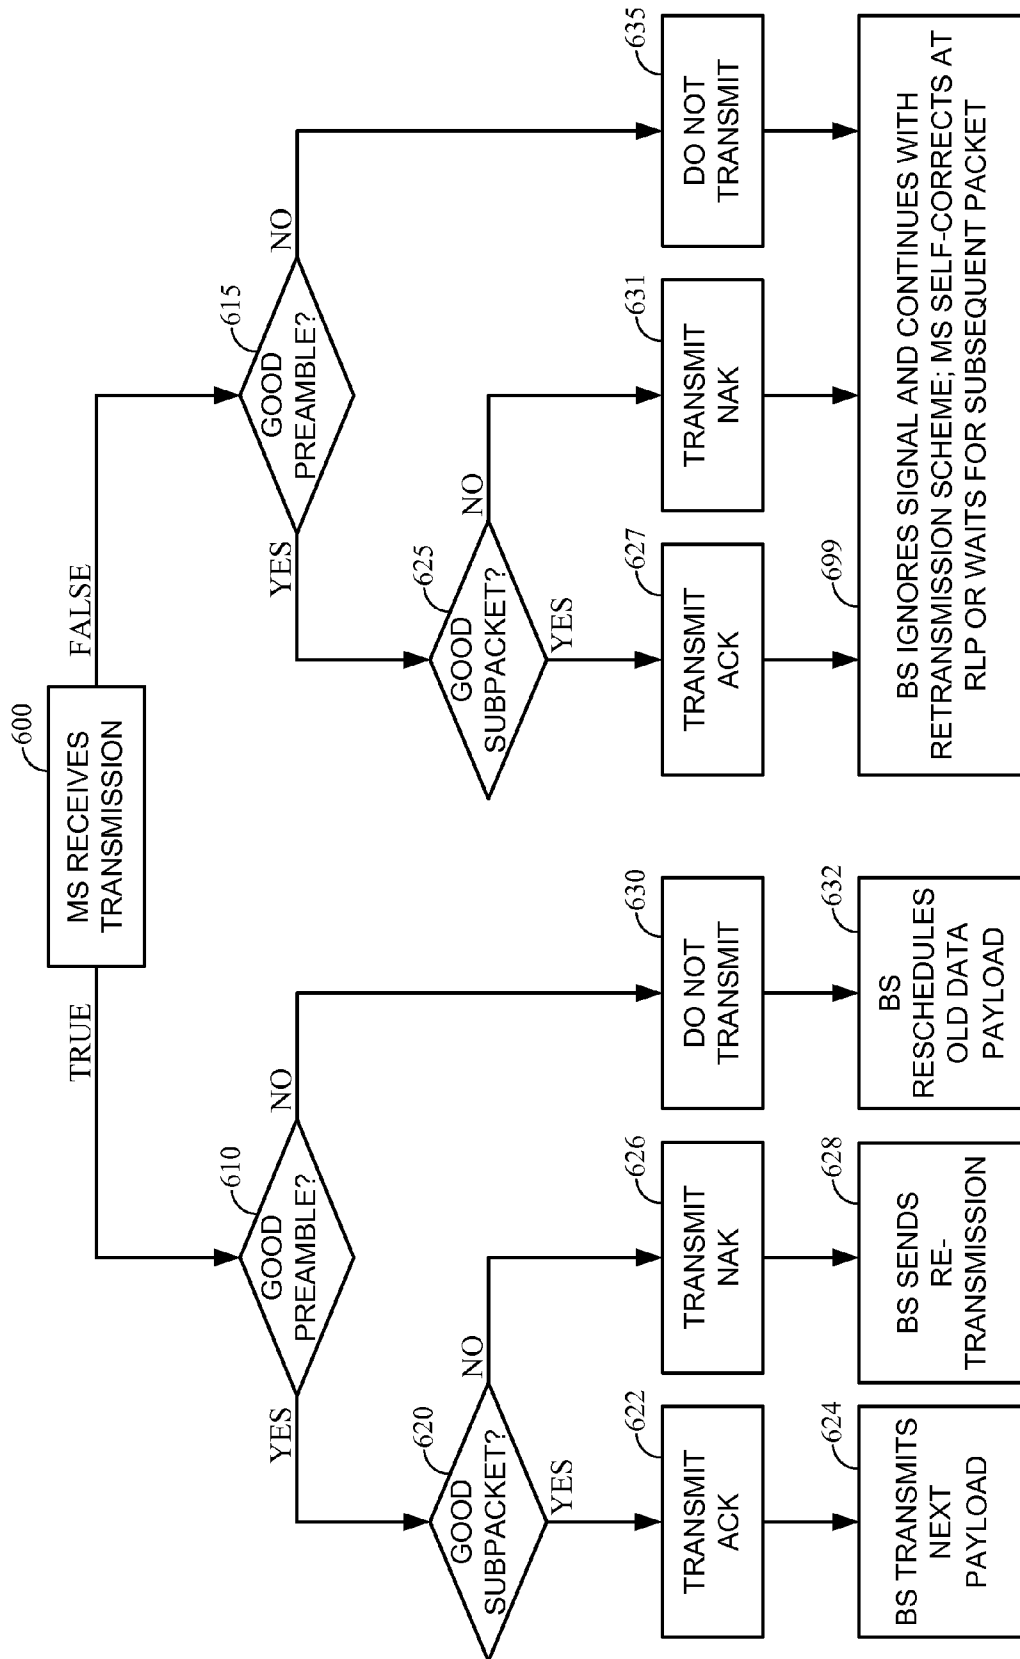 600
MS RECEIVES
TRANSMISSION
TRUE
FALSE
610
GOOD
PREAMBLE?
YES
NO
615
GOOD
PREAMBLE?
YES
NO
620
GOOD
SUBPACKET?
YES
NO
625
GOOD
SUBPACKET?
YES
NO
622
TRANSMIT
ACK
626
TRANSMIT
NAK
630
DO NOT
TRANSMIT
627
TRANSMIT
ACK
631
TRANSMIT
NAK
635
DO NOT
TRANSMIT
624
BS TRANSMITS
NEXT
PAYLOAD
628
BS SENDS
RE-
TRANSMISSION
632
BS
RESCHEDULES
OLD DATA
PAYLOAD
699
BS IGNORES SIGNAL AND CONTINUES WITH
RETRANSMISSION SCHEME; MS SELF-CORRECTS AT
RLP OR WAITS FOR SUBSEQUENT PACKET